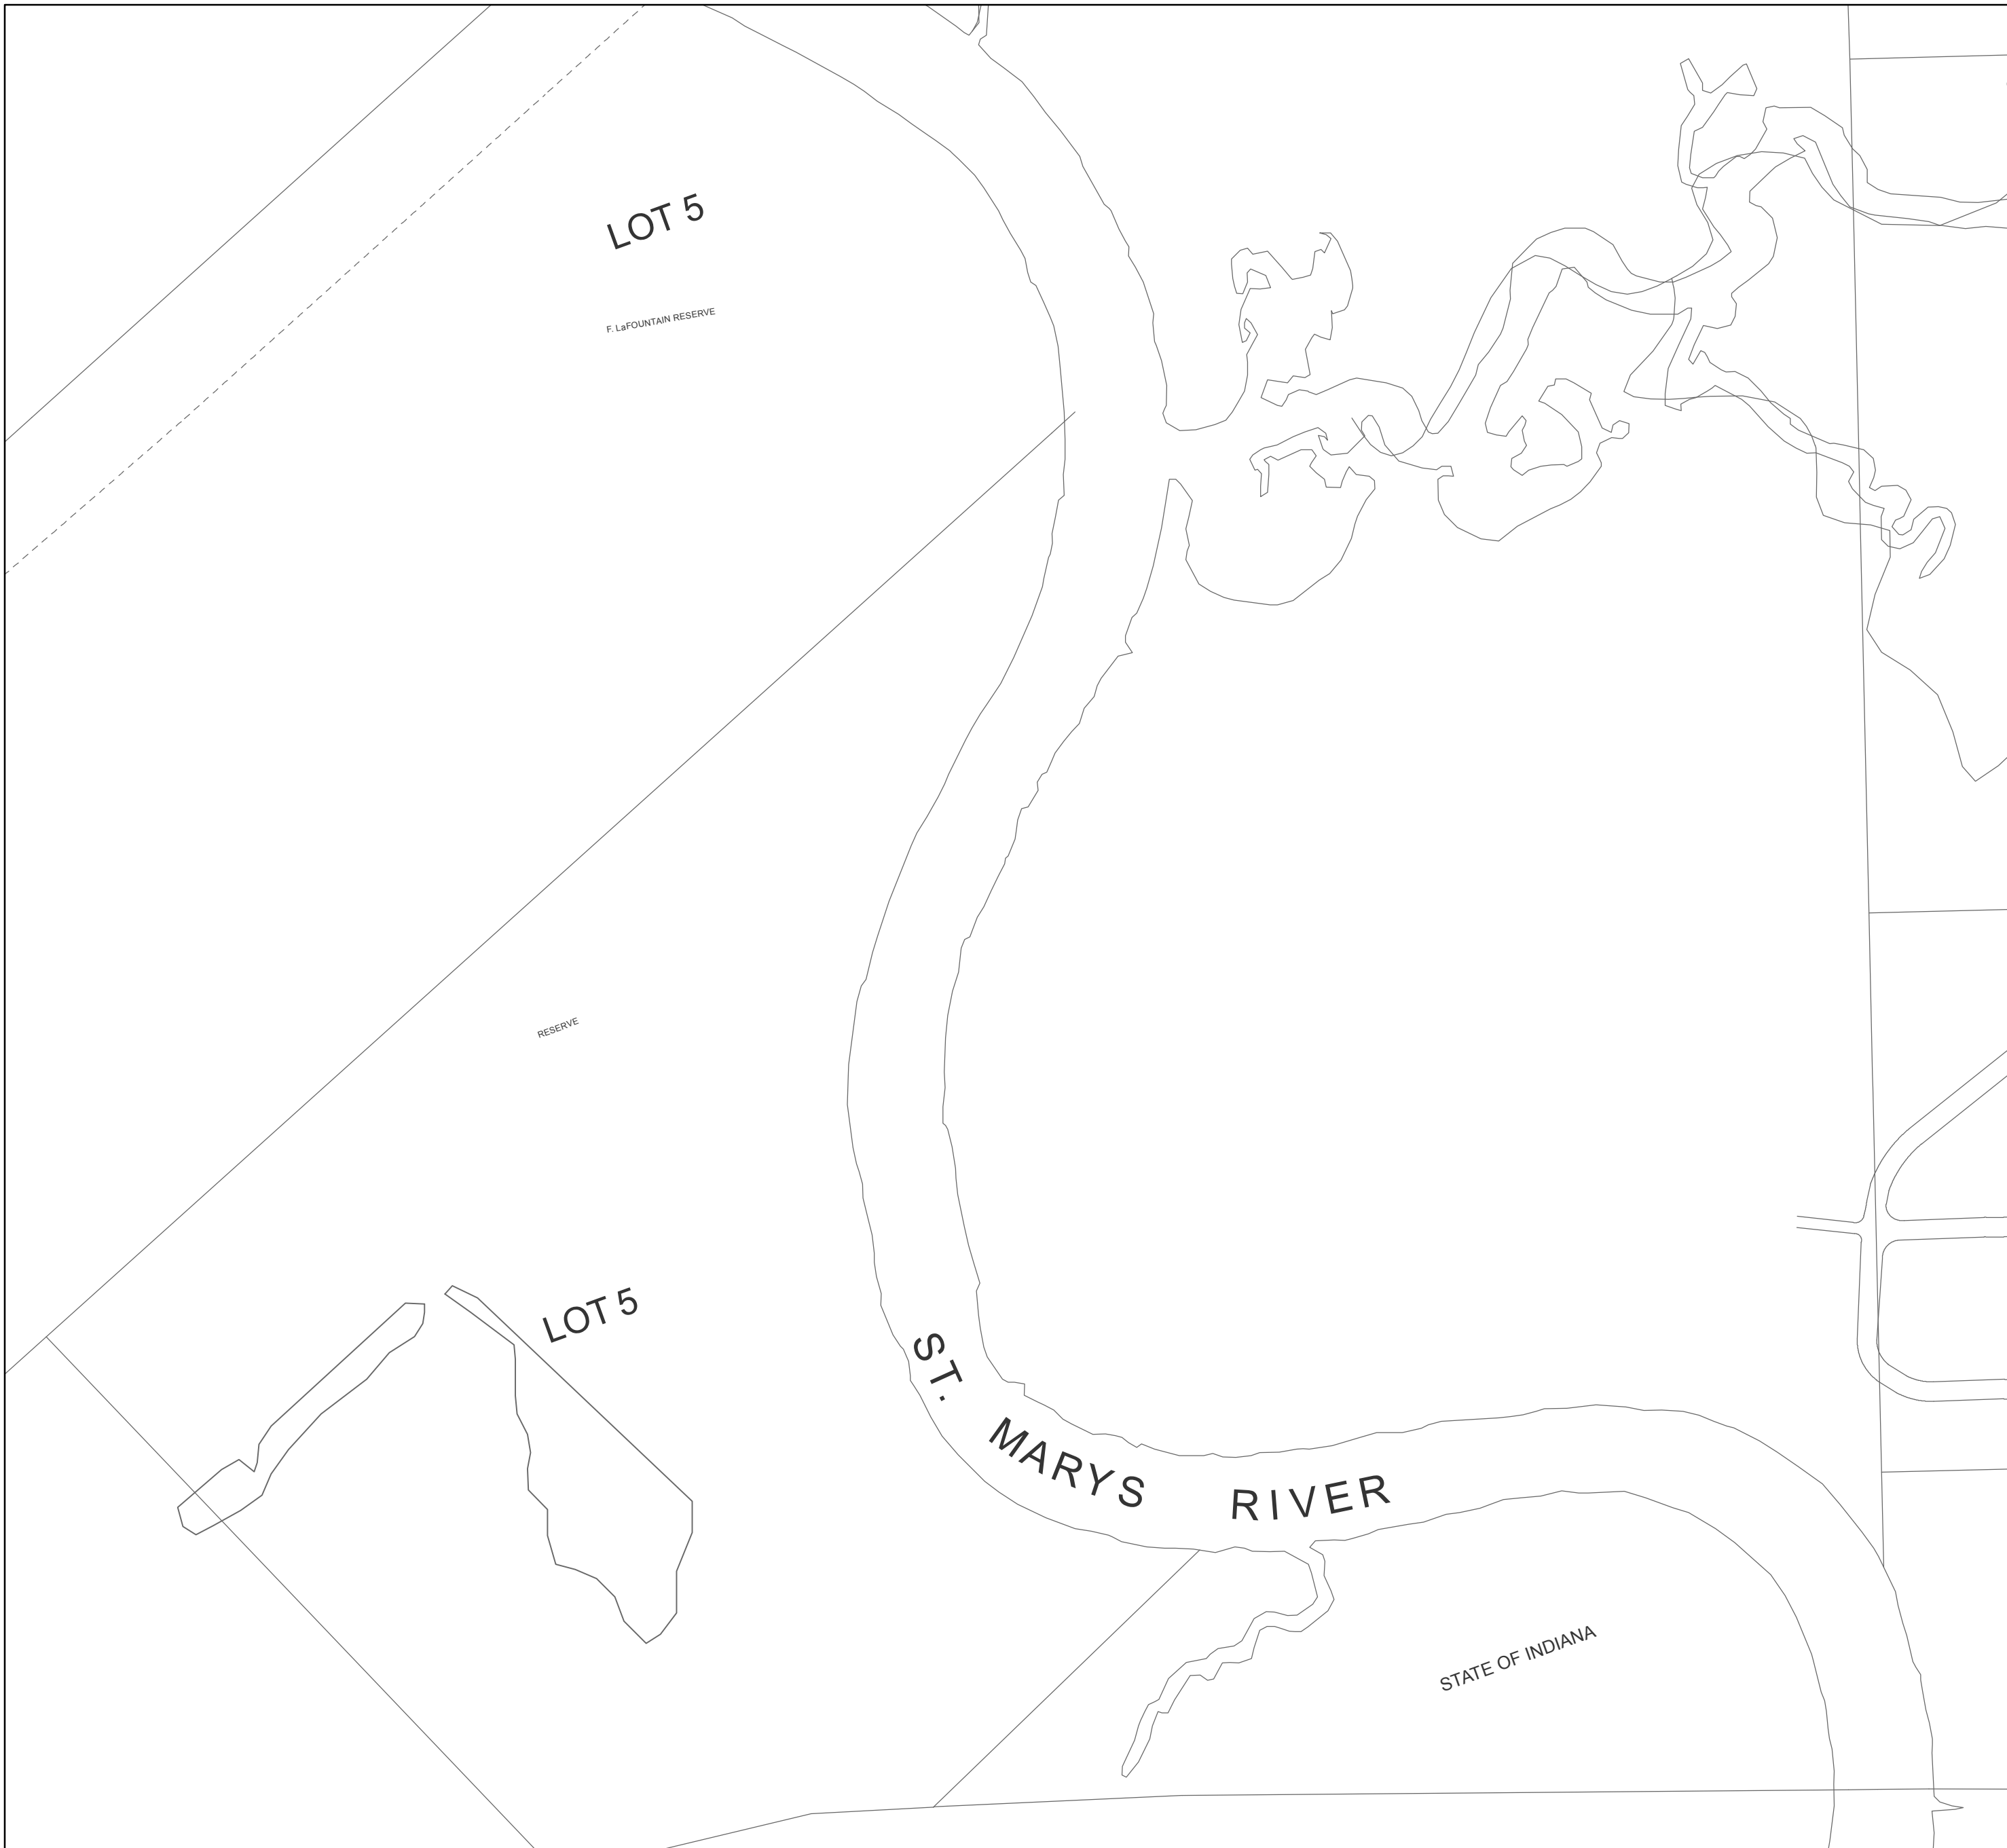 LOT 5
F. LaFOUNTAIN RESERVE
RESERVE
LOT 5
ST. MARYS RIVER
STATE OF INDIANA